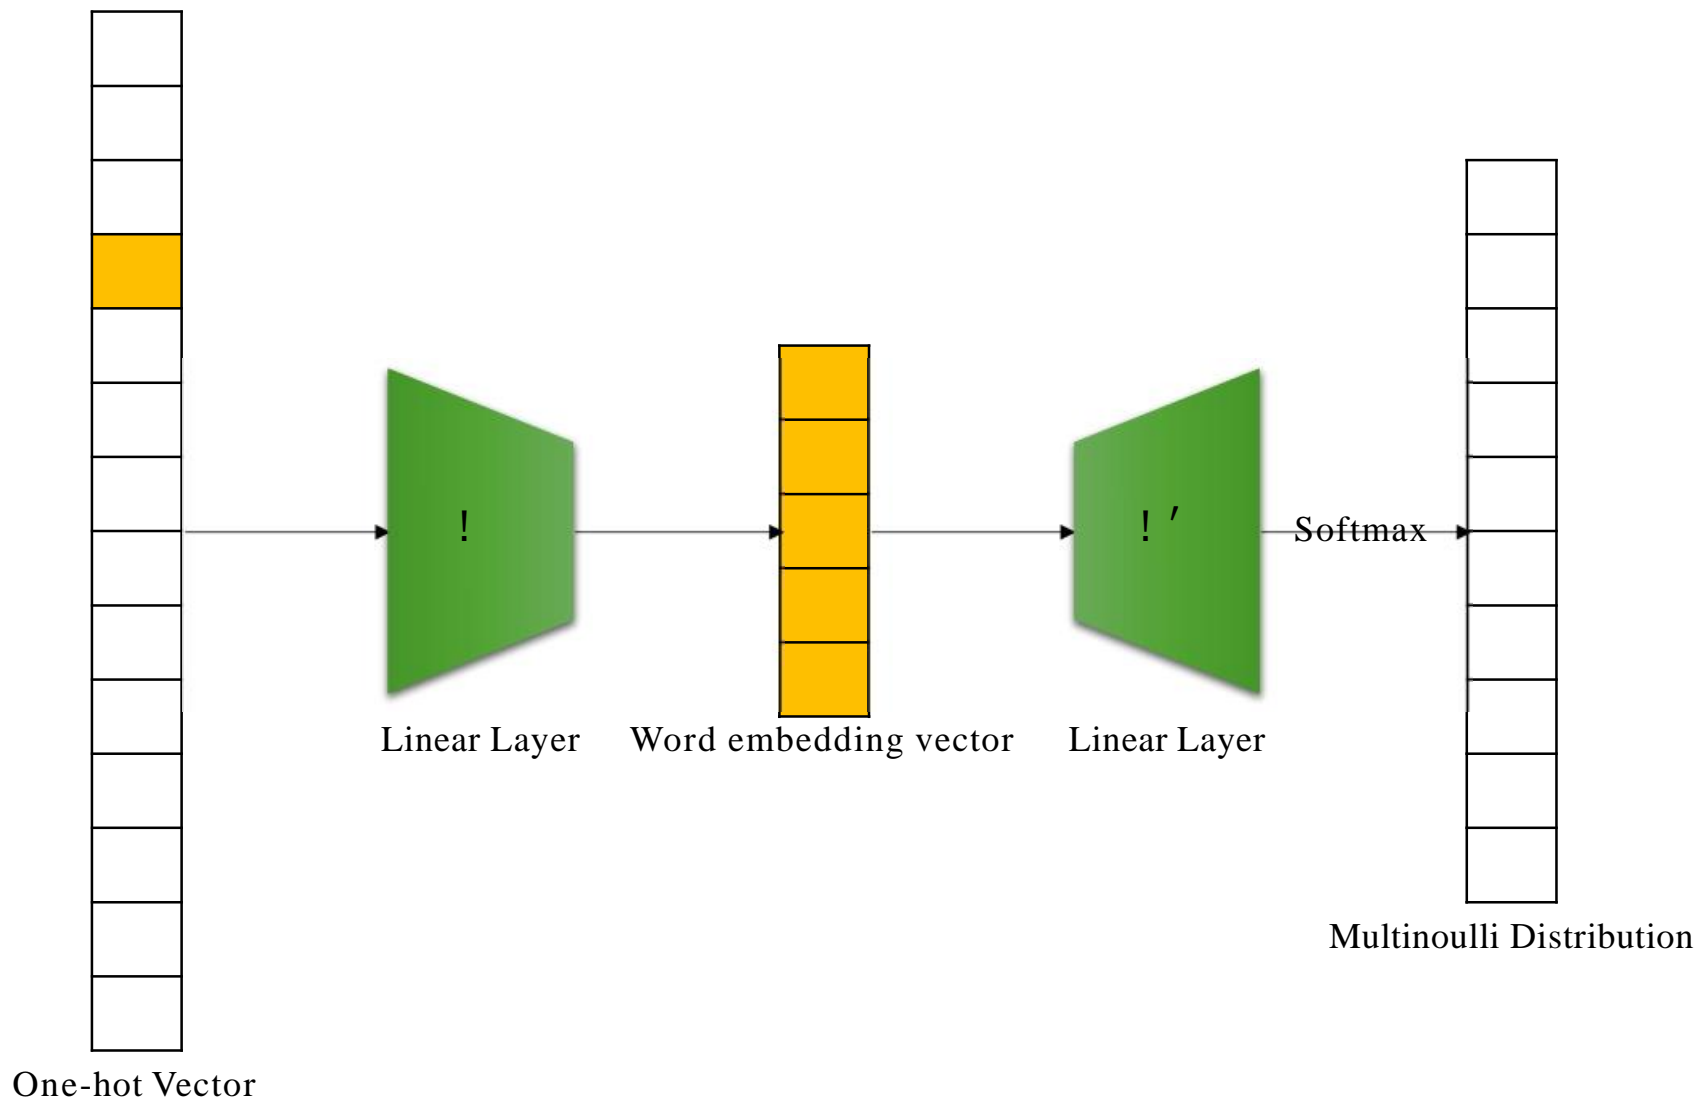 !
! ′
Softmax
Linear Layer
Word embedding vector
Linear Layer
Multinoulli Distribution
One-hot Vector